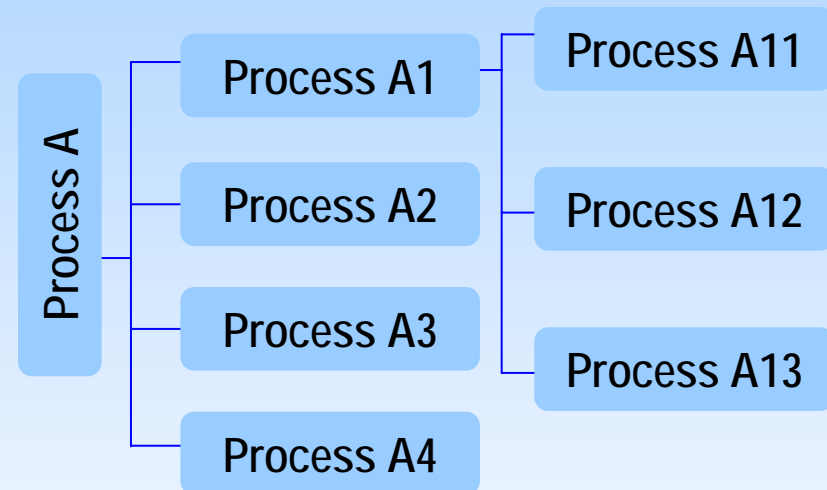 Process A
Process A1
Process A2
Process A3
Process A4
Process A11
Process A12
Process A13